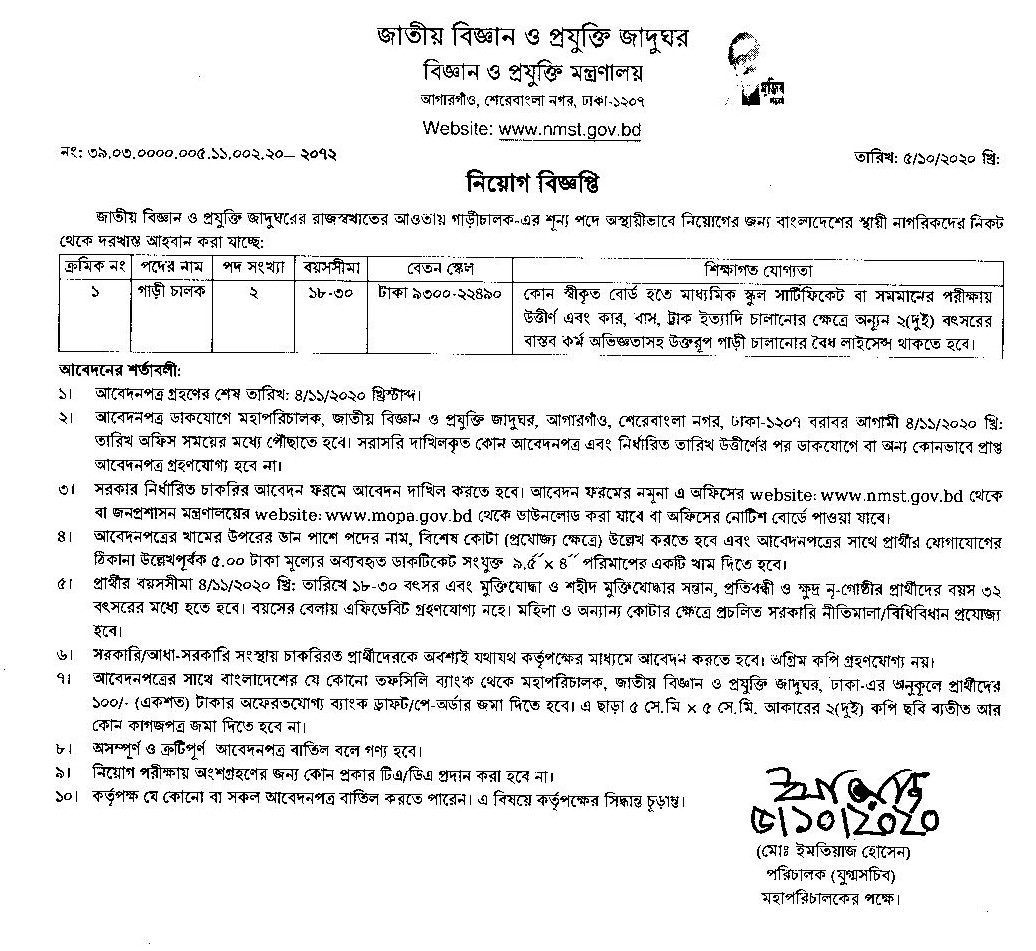 জাতীয় বিজ্ঞান ও প্রযুক্তি জাদুঘর
বিজ্ঞান ও প্রযুক্তি মন্ত্রণালয়
আগারগাঁও, শেরেবাংলা নগর, ঢাকা-১২০৭
Website: www.nmst.gov.bd
মুজিব
নং: ৩৯.০৩.০০০০.০০৫.১১.০০২.২০– ২০৭২
তারিখ: ৫/১০/২০২০ খ্রি:
নিয়োগ বিজ্ঞপ্তি
জাতীয় বিজ্ঞান ও প্রযুক্তি জাদুঘরের রাজস্বখাতের আওতায় গাড়ীচালক-এর শূন্য পদে অস্থায়ীভাবে নিয়োগের জন্য বাংলাদেশের স্থায়ী নাগরিকদের নিকট
থেকে দরখাস্ত আহবান করা যাচ্ছে:
ক্রমিক নং পদের নাম পদ সংখ্যা বয়সসীমা বেতন স্কেল শিক্ষাগত যোগ্যতা
১ গাড়ী চালক ২ ১৮-৩০ টাকা ৯৩০০-২২৪৯০ কোন স্বীকৃত বোর্ড হতে মাধ্যমিক স্কুল সার্টিফিকেট বা সমমানের পরীক্ষায়
উত্তীর্ণ এবং কার, বাস, ট্রাক ইত্যাদি চালানোর ক্ষেত্রে অন্যূন ২(দুই) বৎসরের
বাস্তব কর্ম অভিজ্ঞতাসহ উক্তরূপ গাড়ী চালানোর বৈধ লাইসেন্স থাকতে হবে।
আবেদনের শর্তাবলী:
১। আবেদনপত্র গ্রহণের শেষ তারিখ: ৪/১১/২০২০ খ্রিস্টাব্দ।
২। আবেদনপত্র ডাকযোগে মহাপরিচালক, জাতীয় বিজ্ঞান ও প্রযুক্তি জাদুঘর, আগারগাঁও, শেরেবাংলা নগর, ঢাকা-১২০৭ বরাবর আগামী ৪/১১/২০২০ খ্রি:
তারিখ অফিস সময়ের মধ্যে পৌঁছাতে হবে। সরাসরি দাখিলকৃত কোন আবেদনপত্র এবং নির্ধারিত তারিখ উত্তীর্ণের পর ডাকযোগে বা অন্য কোনভাবে প্রাপ্ত
আবেদনপত্র গ্রহণযোগ্য হবে না।
৩। সরকার নির্ধারিত চাকরির আবেদন ফরমে আবেদন দাখিল করতে হবে। আবেদন ফরমের নমূনা এ অফিসের website: www.nmst.gov.bd থেকে
বা জনপ্রশাসন মন্ত্রণালয়ের website: www.mopa.gov.bd থেকে ডাউনলোড করা যাবে বা অফিসের নোটিশ বোর্ডে পাওয়া যাবে।
৪। আবেদনপত্রের খামের উপরের ডান পাশে পদের নাম, বিশেষ কোটা (প্রযোজ্য ক্ষেত্রে) উল্লেখ করতে হবে এবং আবেদনপত্রের সাথে প্রার্থীর যোগাযোগের
ঠিকানা উল্লেখপূর্বক ৫.০০ টাকা মূল্যের অব্যবহৃত ডাকটিকেট সংযুক্ত ৯.৫˝ × ৪˝ পরিমাপের একটি খাম দিতে হবে।
৫। প্রার্থীর বয়সসীমা ৪/১১/২০২০ খ্রি: তারিখে ১৮-৩০ বৎসর এবং মুক্তিযোদ্ধা ও শহীদ মুক্তিযোদ্ধার সন্তান, প্রতিবন্ধী ও ক্ষুদ্র নৃ-গোষ্ঠীর প্রার্থীদের বয়স ৩২
বৎসরের মধ্যে হতে হবে। বয়সের বেলায় এফিডেবিট গ্রহণযোগ্য নহে। মহিলা ও অন্যান্য কোটার ক্ষেত্রে প্রচলিত সরকারি নীতিমালা/বিধিবিধান প্রযোজ্য
হবে।
৬। সরকারি/আধা-সরকারি সংস্থায় চাকরিরত প্রার্থীদেরকে অবশ্যই যথাযথ কর্তৃপক্ষের মাধ্যমে আবেদন করতে হবে। অগ্রিম কপি গ্রহণযোগ্য নয়।
৭। আবেদনপত্রের সাথে বাংলাদেশের যে কোনো তফসিলি ব্যাংক থেকে মহাপরিচালক, জাতীয় বিজ্ঞান ও প্রযুক্তি জাদুঘর, ঢাকা-এর অনুকূলে প্রার্থীদের
১০০/- (একশত) টাকার অফেরতযোগ্য ব্যাংক ড্রাফট/পে-অর্ডার জমা দিতে হবে। এ ছাড়া ৫ সে.মি × ৫ সে.মি. আকারের ২(দুই) কপি ছবি ব্যতীত আর
কোন কাগজপত্র জমা দিতে হবে না।
৮। অসম্পূর্ণ ও ত্রুটিপূর্ণ আবেদনপত্র বাতিল বলে গণ্য হবে।
৯। নিয়োগ পরীক্ষায় অংশগ্রহণের জন্য কোন প্রকার টিএ/ডিএ প্রদান করা হবে না।
১০। কর্তৃপক্ষ যে কোনো বা সকল আবেদনপত্র বাতিল করতে পারেন। এ বিষয়ে কর্তৃপক্ষের সিদ্ধান্ত চূড়ান্ত।
৫/১০/২০২০
(মোঃ ইমতিয়াজ হোসেন)
পরিচালক (যুগ্মসচিব)
মহাপরিচালকের পক্ষে।